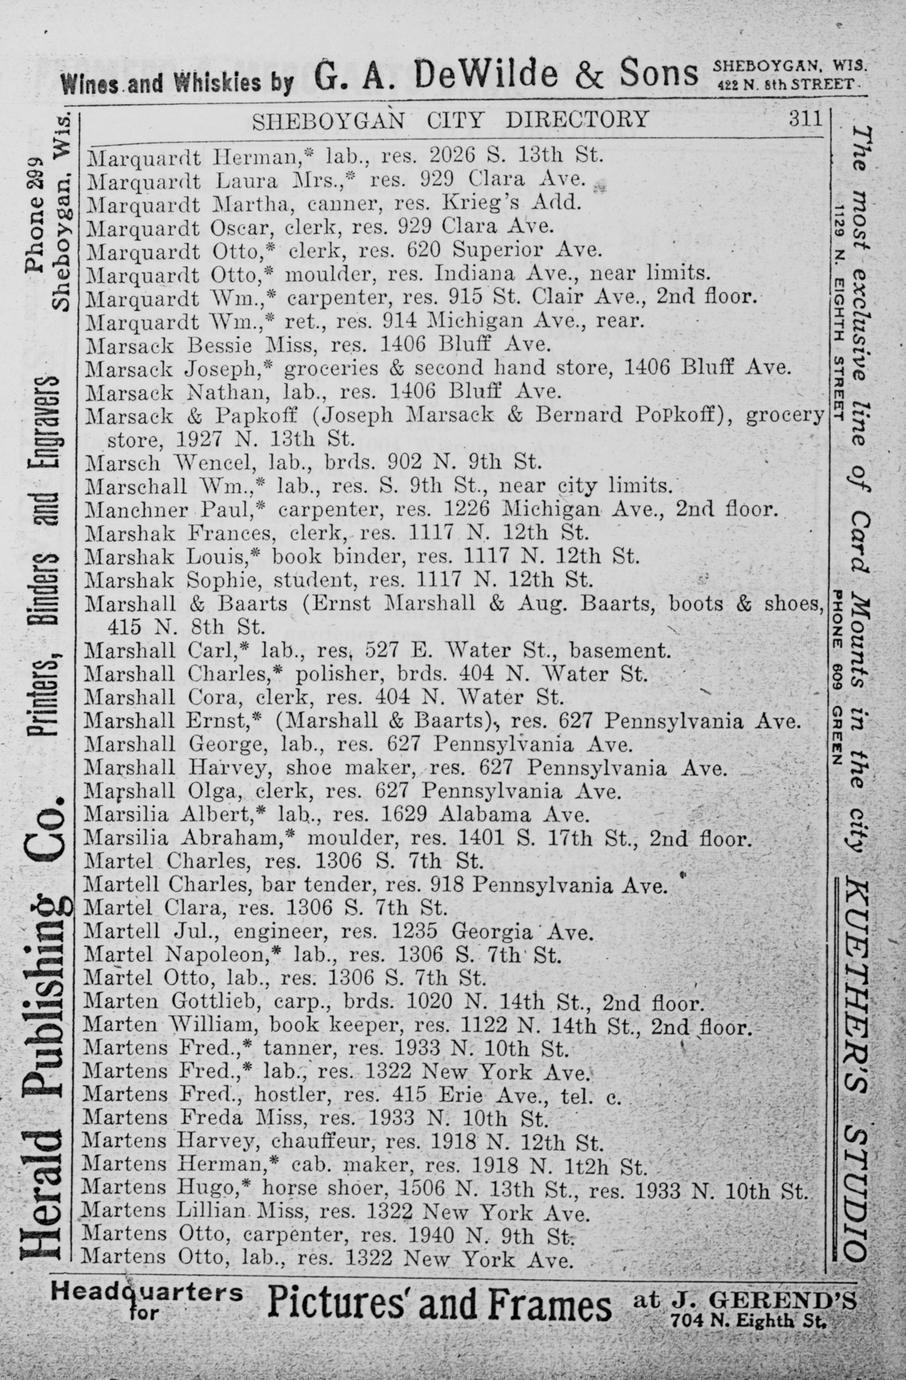 Wines and Whiskies by G. A. DeWilde & Sons SHEBOYGAN, WIS.
422 N. 8th STREET
SHEBOYGAN CITY DIRECTORY 311
Marquardt Herman,* lab., res. 2026 S. 13th St.
Marquardt Laura Mrs.,* res. 929 Clara Ave.
Marquardt Martha, canner, res. Krieg's Add.
Marquardt Oscar, clerk, res. 929 Clara Ave.
Marquardt Otto,* clerk, res. 620 Superior Ave.
Marquardt Otto,* moulder, res. Indiana Ave., near limits.
Marquardt Wm.,* carpenter, res. 915 St. Clair Ave., 2nd floor.
Marquardt Wm.,* ret., res. 914 Michigan Ave., rear.
Marsack Bessie Miss, res. 1406 Bluff Ave.
Marsack Joseph,* groceries & second hand store, 1406 Bluff Ave.
Marsack Nathan, lab., res. 1406 Bluff Ave.
Marsack & Papkoff (Joseph Marsack & Bernard PoPkoff), grocery
store, 1927 N. 13th St.
Marsch Wencel, lab., brds. 902 N. 9th St.
Marschall Wm.,* lab., res. S. 9th St., near city limits.
Manchner Paul,* carpenter, res. 1226 Michigan Ave., 2nd floor.
Marshak Frances, clerk, res. 1117 N. 12th St.
Marshak Louis,* book binder, res. 1117 N. 12th St.
Marshak Sophie, student, res. 1117 N. 12th St.
Marshall & Baarts (Ernst Marshall & Aug. Baarts, boots & shoes,
415 N. 8th St.
Marshall Carl,* lab., res, 527 E. Water St., basement.
Marshall Charles,* polisher, brds. 404 N. Water St.
Marshall Cora, clerk, res. 404 N. Water St.
Marshall Ernst,* (Marshall & Baarts), res. 627 Pennsylvania Ave.
Marshall George, lab., res. 627 Pennsylvania Ave.
Marshall Harvey, shoe maker, res. 627 Pennsylvania Ave.
Marshall Olga, clerk, res. 627 Pennsylvania Ave.
Marsilia Albert,* lab., res. 1629 Alabama Ave.
Marsilia Abraham,* moulder, res. 1401 S. 17th St., 2nd floor.
Martel Charles, res. 1306 S. 7th St.
Martell Charles, bar tender, res. 918 Pennsylvania Ave.
Martel Clara, res. 1306 S. 7th St.
Martell Jul., engineer, res. 1235 Georgia Ave.
Martel Napoleon,* lab., res. 1306 S. 7th St.
Martel Otto, lab., res. 1306 S. 7th St.
Marten Gottlieb, carp., brds. 1020 N. 14th St., 2nd floor.
Marten William, book keeper, res. 1122 N. 14th St., 2nd floor.
Martens Fred.,* tanner, res. 1933 N. 10th St.
Martens Fred.,* lab., res. 1322 New York Ave.
Martens Fred., hostler, res. 415 Erie Ave., tel. c.
Martens Freda Miss, res. 1933 N. 10th St.
Martens Harvey, chauffeur, res. 1918 N. 12th St.
Martens Herman,* cab. maker, res. 1918 N. 1t2h St.
Martens Hugo,* horse shoer, 1506 N. 13th St., res. 1933 N. 10th St.
Martens Lillian Miss, res. 1322 New York Ave.
Martens Otto, carpenter, res. 1940 N. 9th St.
Martens Otto, lab., res. 1322 New York Ave.
Herald Publishing Co. Printers, Binders and Engravers Phone 299
Sheboygan, Wis.
The most exclusive line of Card Mounts in the city KUETHER'S STUDIO
1129 N. EIGHTH STREET PHONE 609 GREEN
Headquarters
for Pictures and Frames at J. GEREND'S
704 N. Eighth St.